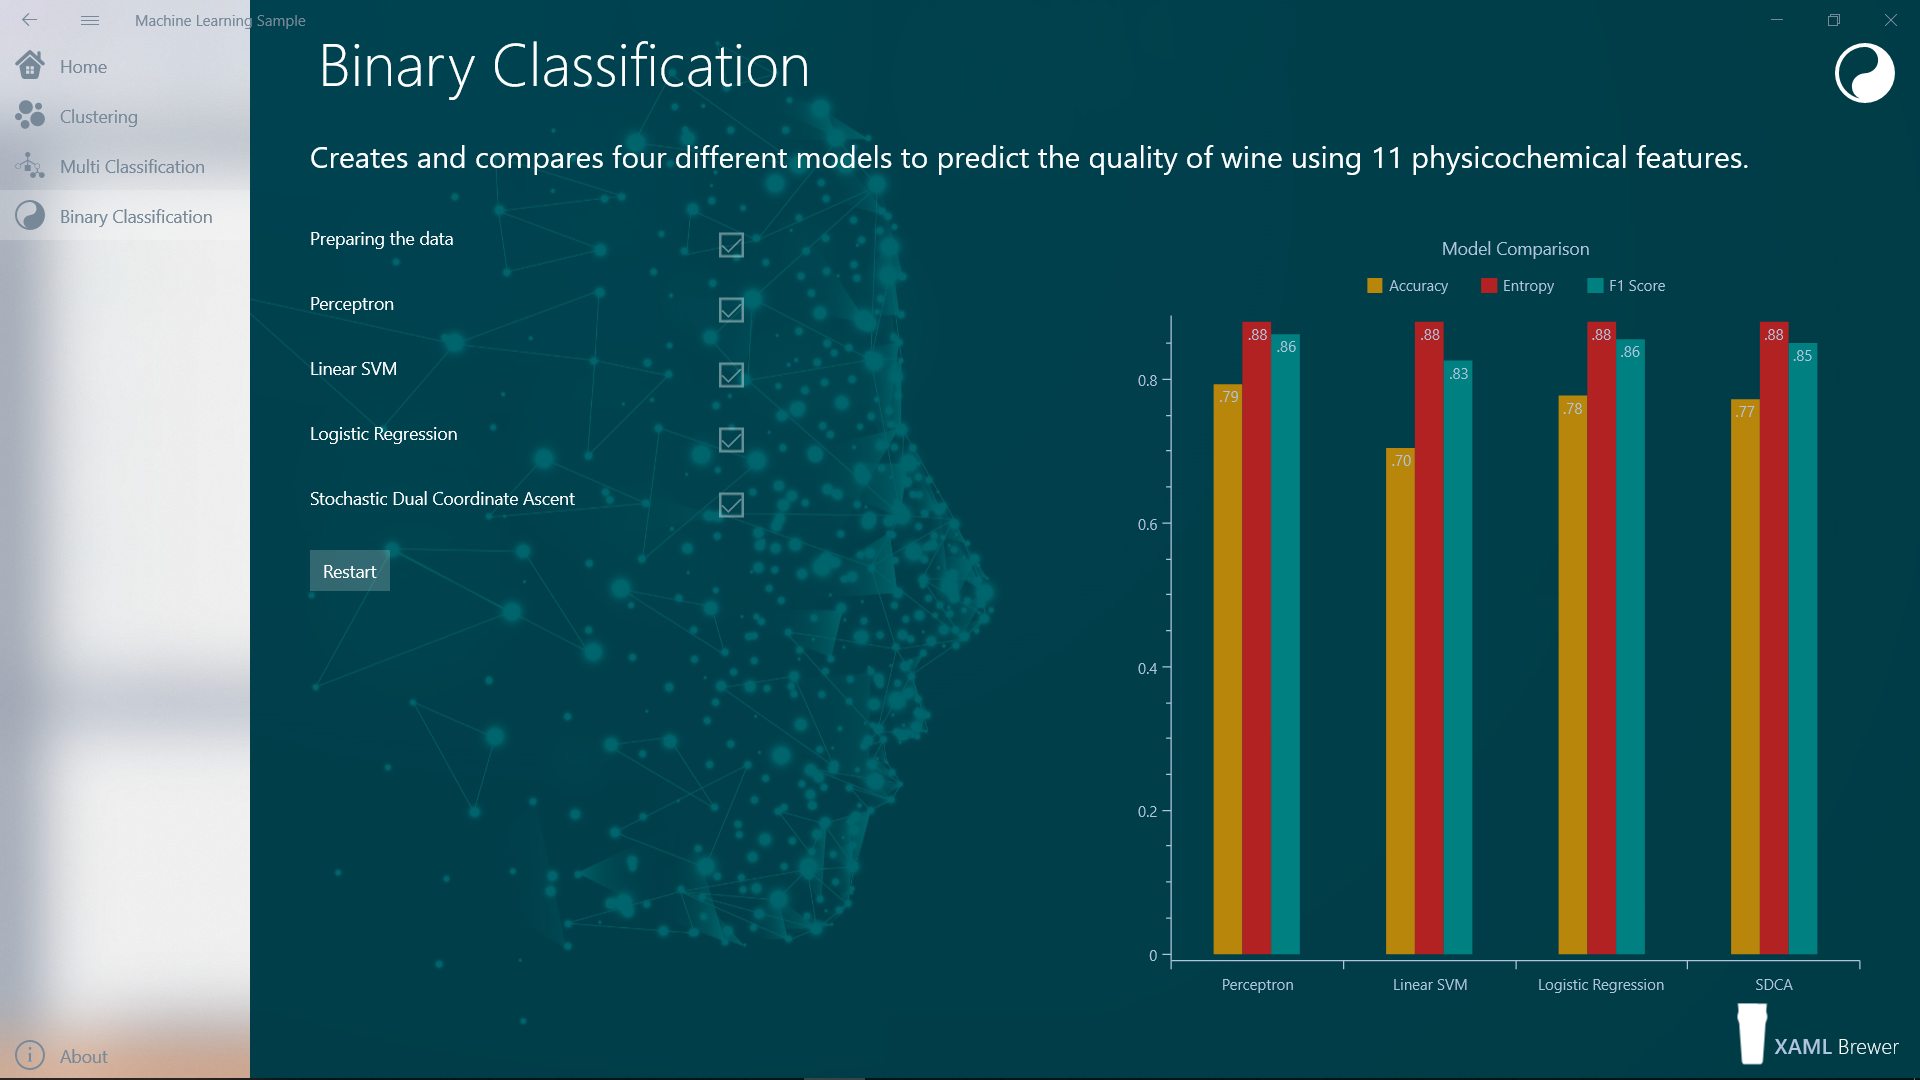 Machine Learning Sample
Home
Clustering
Multi Classification
Binary Classification
About
Binary Classification
Creates and compares four different models to predict the quality of wine using 11 physicochemical features.
Preparing the data
Perceptron
Linear SVM
Logistic Regression
Stochastic Dual Coordinate Ascent
Restart
Model Comparison
Accuracy Entropy F1 Score
0.8
0.6
0.4
0.2
0
.79 .88 .86
.70 .88 .83
.78 .88 .86
.77 .88 .85
Perceptron Linear SVM Logistic Regression SDCA
XAML Brewer